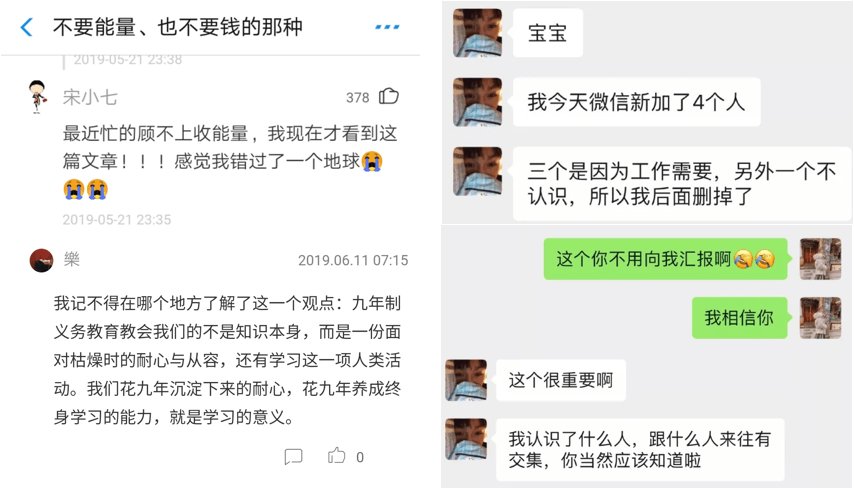 不要能量、也不要钱的那种
2019-05-21 23:38
宋小七
378
最近忙的顾不上收能量，我现在才看到这
篇文章！！！感觉我错过了一个地球😭
😭😭
2019-05-21 23:35
樂
2019.06.11 07:15
我记不得在哪个地方了解了这一个观点：九年制
义务教育教会我们的不是知识本身，而是一份面
对枯燥时的耐心与从容，还有学习这一项人类活
动。我们花九年沉淀下来的耐心，花九年养成终
身学习的能力，就是学习的意义。
0
宝宝
我今天微信新加了4个人
三个是因为工作需要，另外一个不
认识，所以我后面删掉了
这个你不用向我汇报啊🤣🤣
我相信你
这个很重要啊
我认识了什么人，跟什么人来往有
交集，你当然应该知道啦